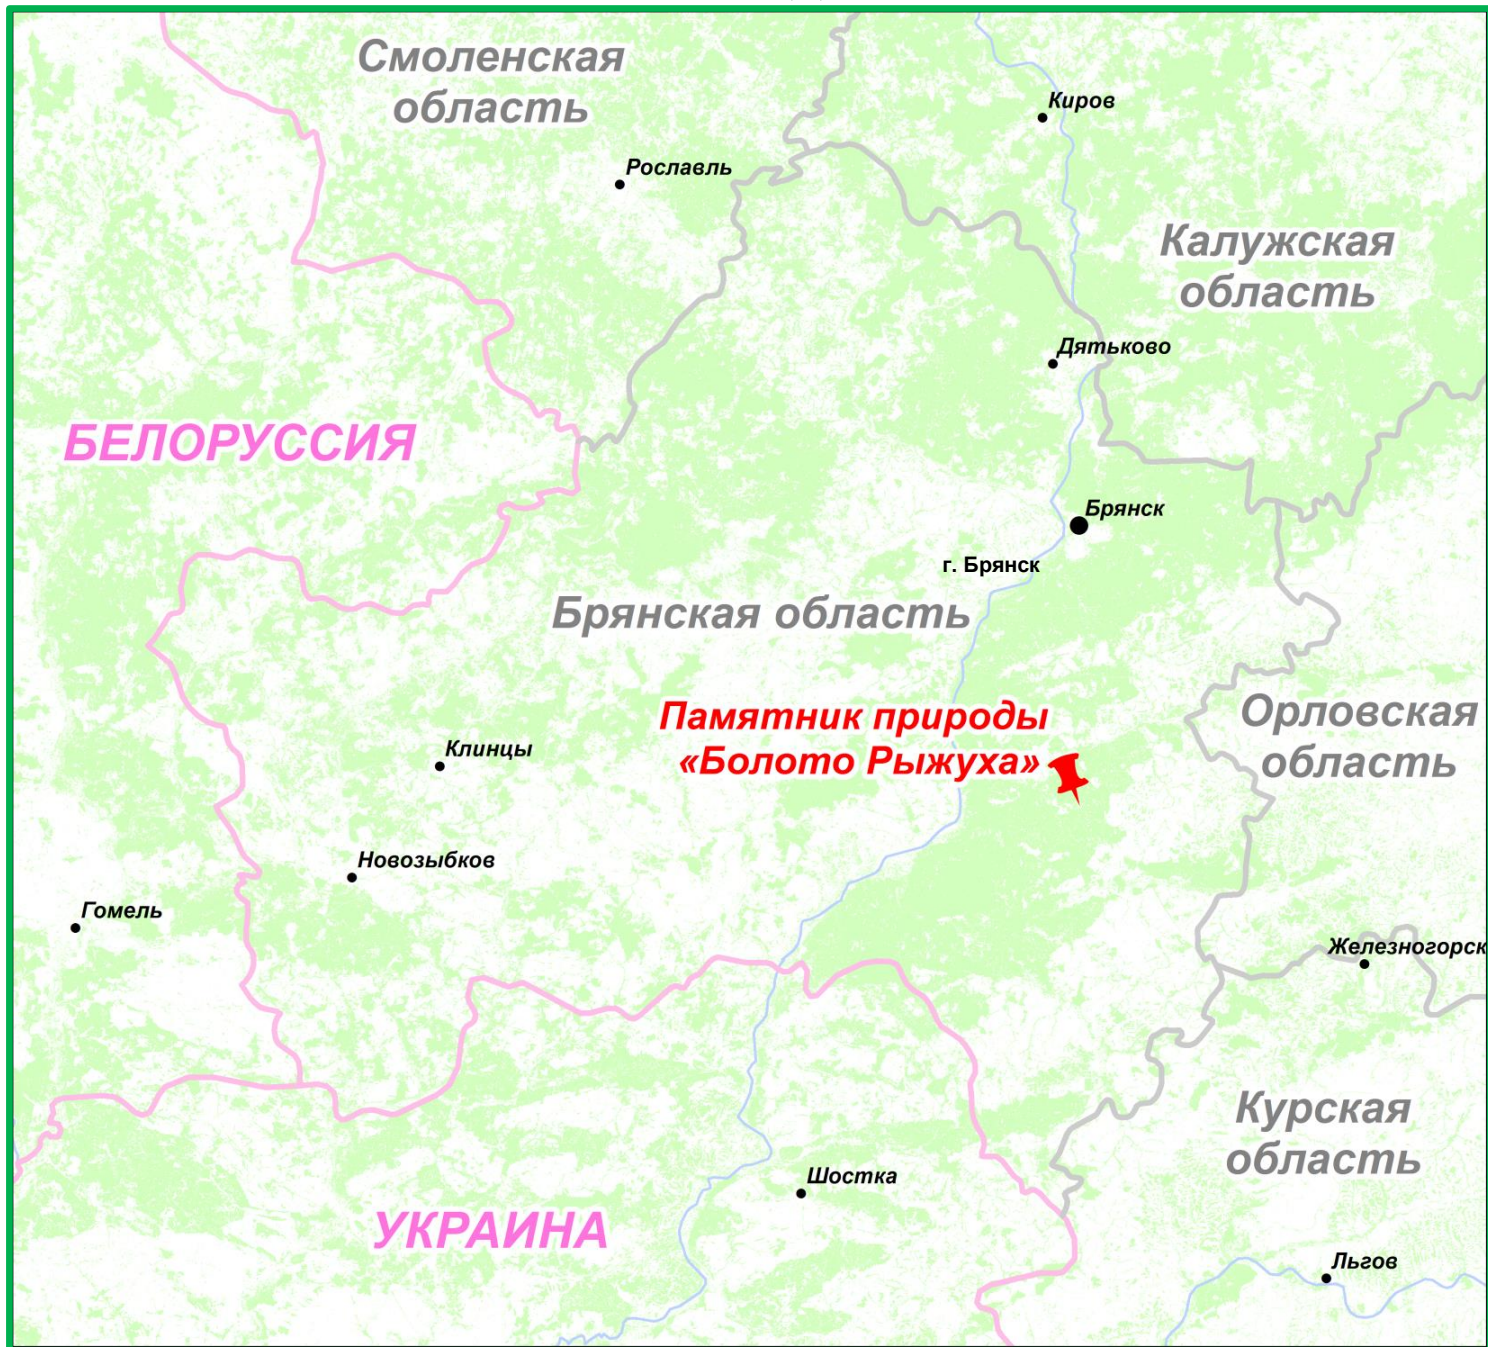 Смоленская
область
Киров
Рославль
Калужская
область
Дятьково
БЕЛОРУССИЯ
Брянск
г. Брянск
Брянская область
Памятник природы
«Болото Рыжуха»
Орловская
область
Клинцы
Новозыбков
Гомель
Железногорск
Курская
область
Шостка
УКРАИНА
Льгов